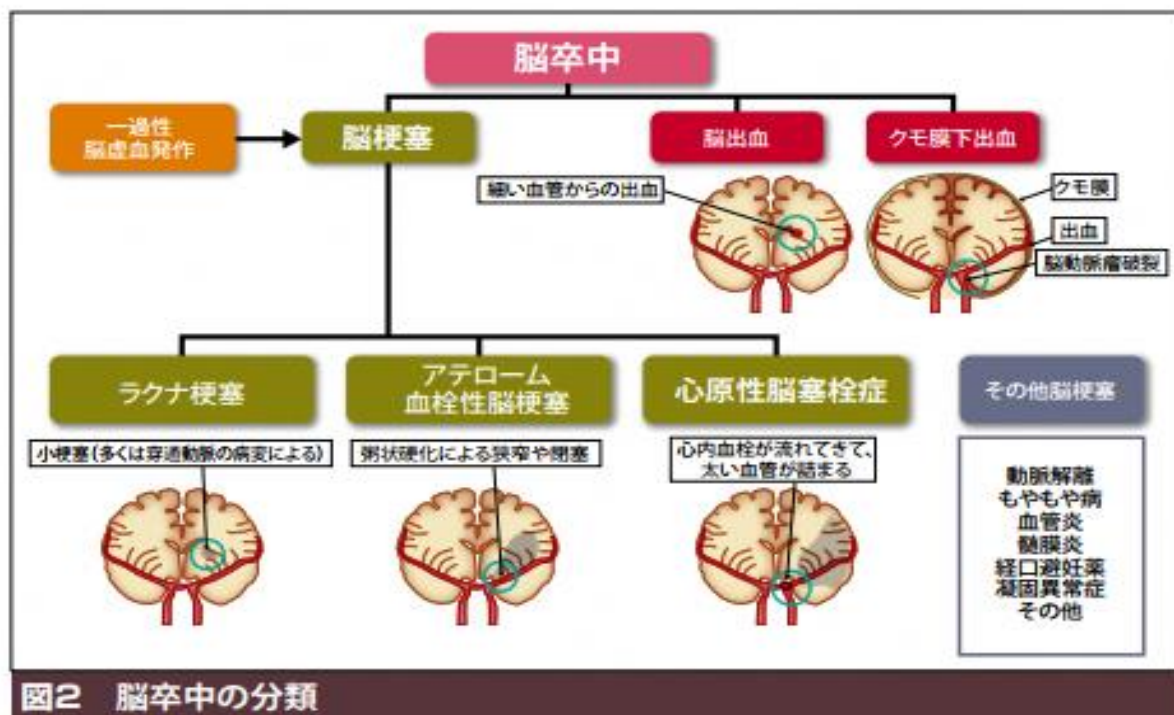 脳卒中
一過性
脳虚血発作
脳梗塞
脳出血
クモ膜下出血
細い血管からの出血
クモ膜
出血
脳動脈瘤破裂
ラクナ梗塞
アテローム
血栓性脳梗塞
心原性脳塞栓症
その他脳梗塞
小梗塞(多くは穿通動脈の病変による)
粥状硬化による狭窄や閉塞
心内血栓が流れてきて、
太い血管が詰まる
動脈解離
もやもや病
血管炎
髄膜炎
経口避妊薬
凝固異常症
その他
図2 脳卒中の分類